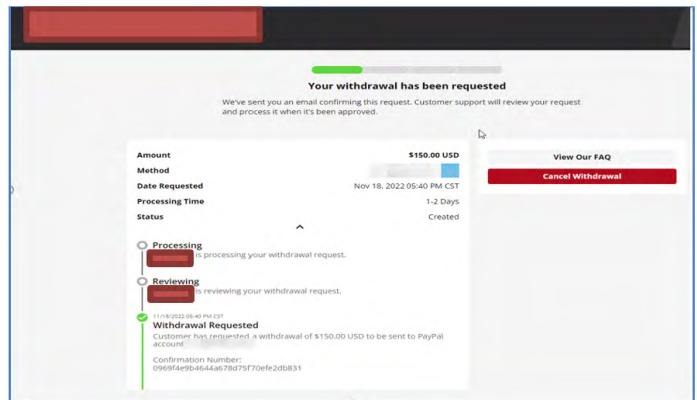 Your withdrawal has been requested
We've sent you an email confirming this request. Customer support will review your request
and process it when it's been approved.
Amount $150.00 USD
Method
Date Requested Nov 18, 2022 05:40 PM CST
Processing Time 1-2 Days
Status Created
View Our FAQ
Cancel Withdrawal
Processing
is processing your withdrawal request.
Reviewing
is reviewing your withdrawal request.
11/18/2022 05:40 PM CST
Withdrawal Requested
Customer has requested a withdrawal of $150.00 USD to be sent to PayPal
account
Confirmation Number:
0969f4e9b4644a678d75f70efe2db831